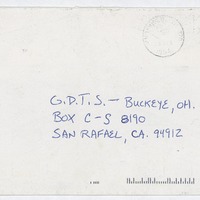 G.D.T.S. — BUCKEYE, OH.
BOX C-S 8190
SAN RAFAEL, CA. 94912